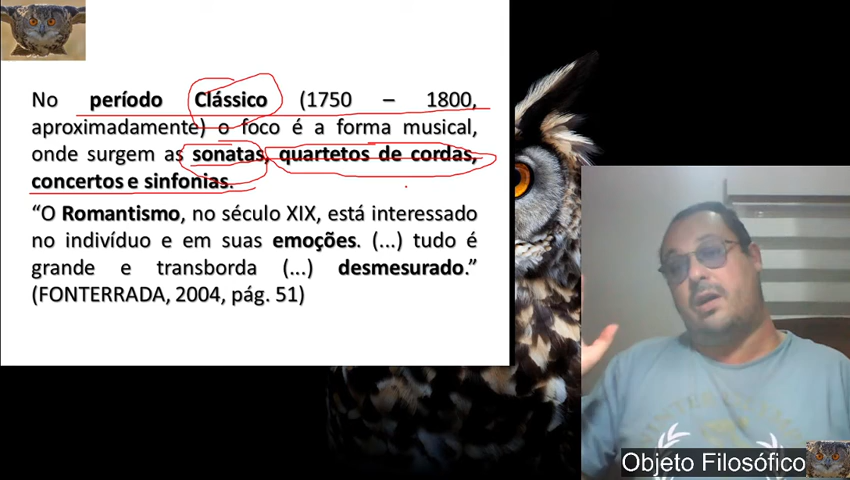 No período Clássico (1750 – 1800,
aproximadamente) o foco é a forma musical,
onde surgem as sonatas, quartetos de cordas,
concertos e sinfonias.
“O Romantismo, no século XIX, está interessado
no indivíduo e em suas emoções. (...) tudo é
grande e transborda (...) desmesurado.”
(FONTERRADA, 2004, pág. 51)
Objeto Filosófico